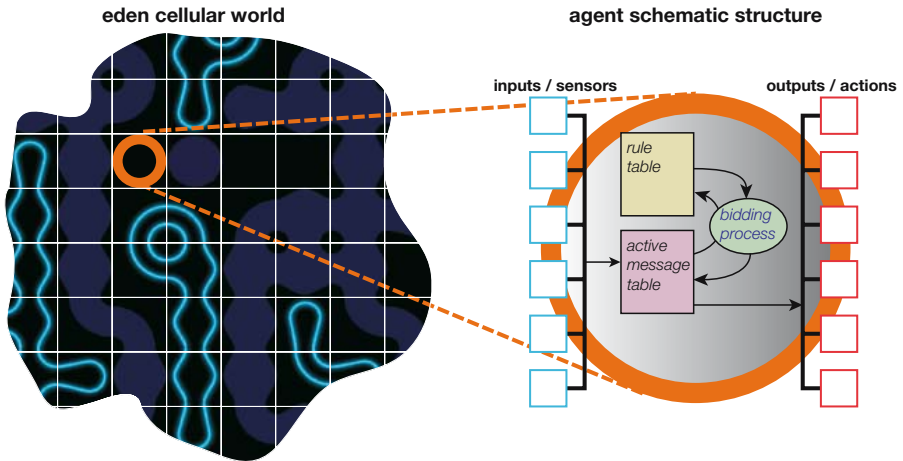 eden cellular world
agent schematic structure
inputs / sensors
outputs / actions
rule
table
bidding
process
active
message
table